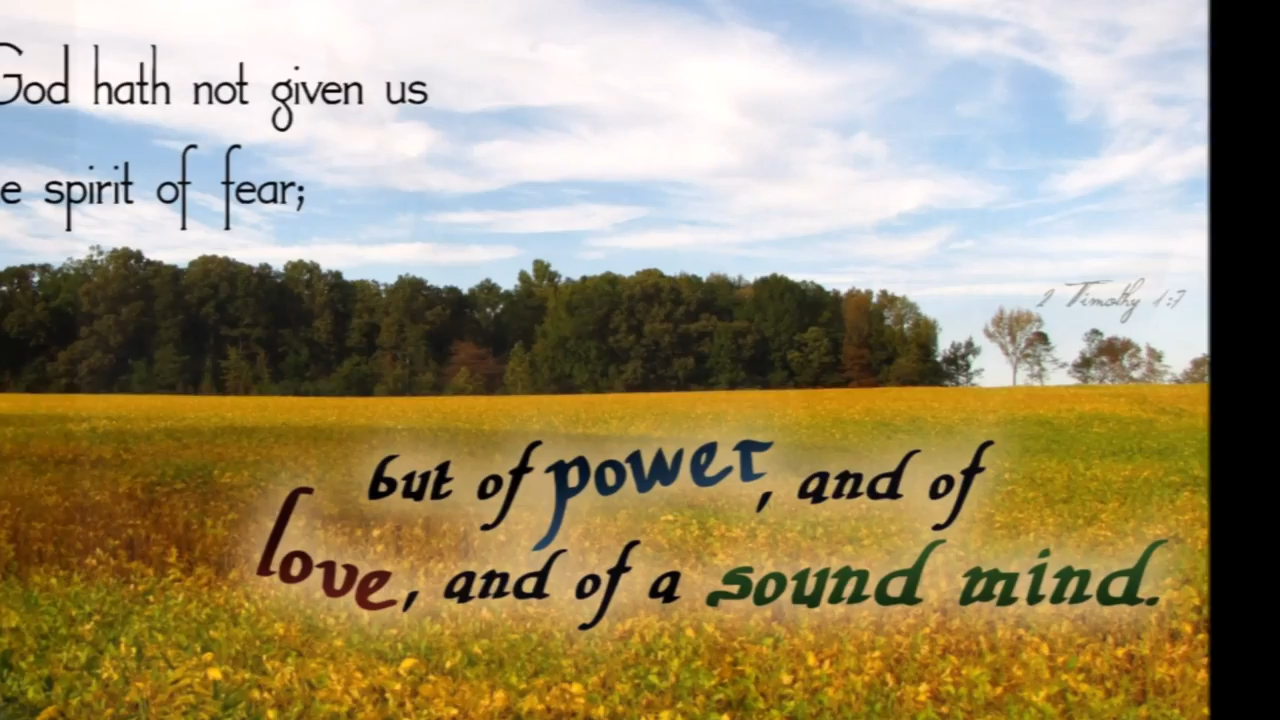 God hath not given us
e spirit of fear;
2 Timothy 1:7
but of power, and of
love, and of a sound mind.